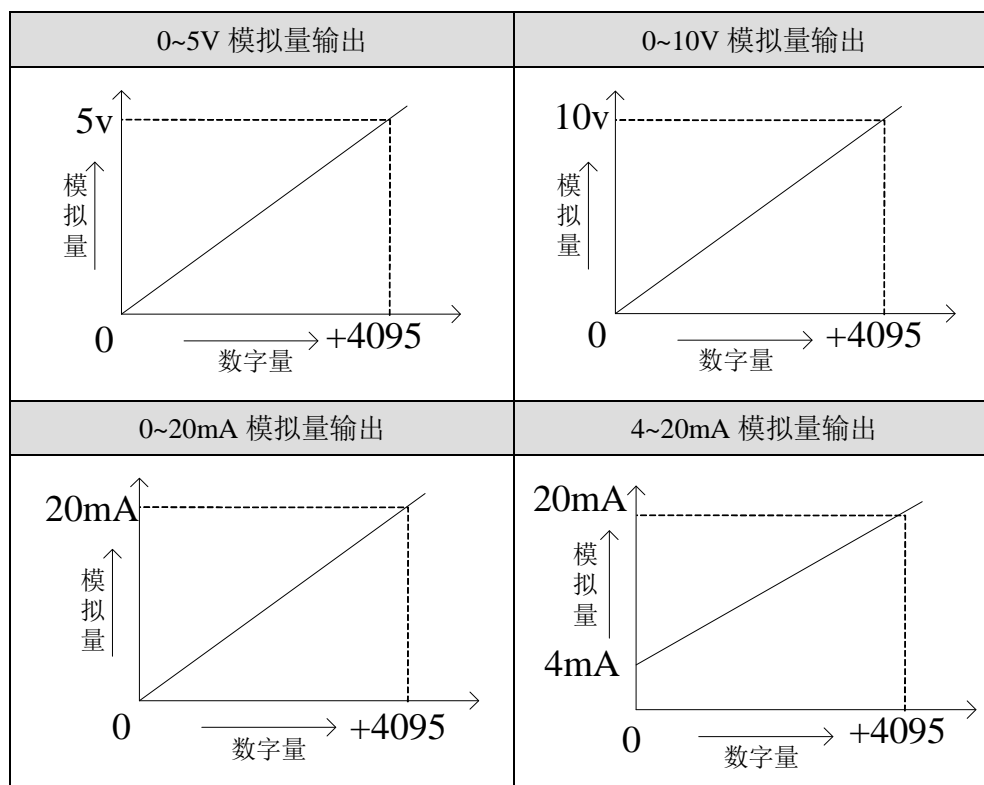 0~5V 模拟量输出
0~10V 模拟量输出
5v
模拟量
0
数字量
+4095
10v
模拟量
0
数字量
+4095
0~20mA 模拟量输出
4~20mA 模拟量输出
20mA
模拟量
0
数字量
+4095
20mA
模拟量
4mA
0
数字量
+4095